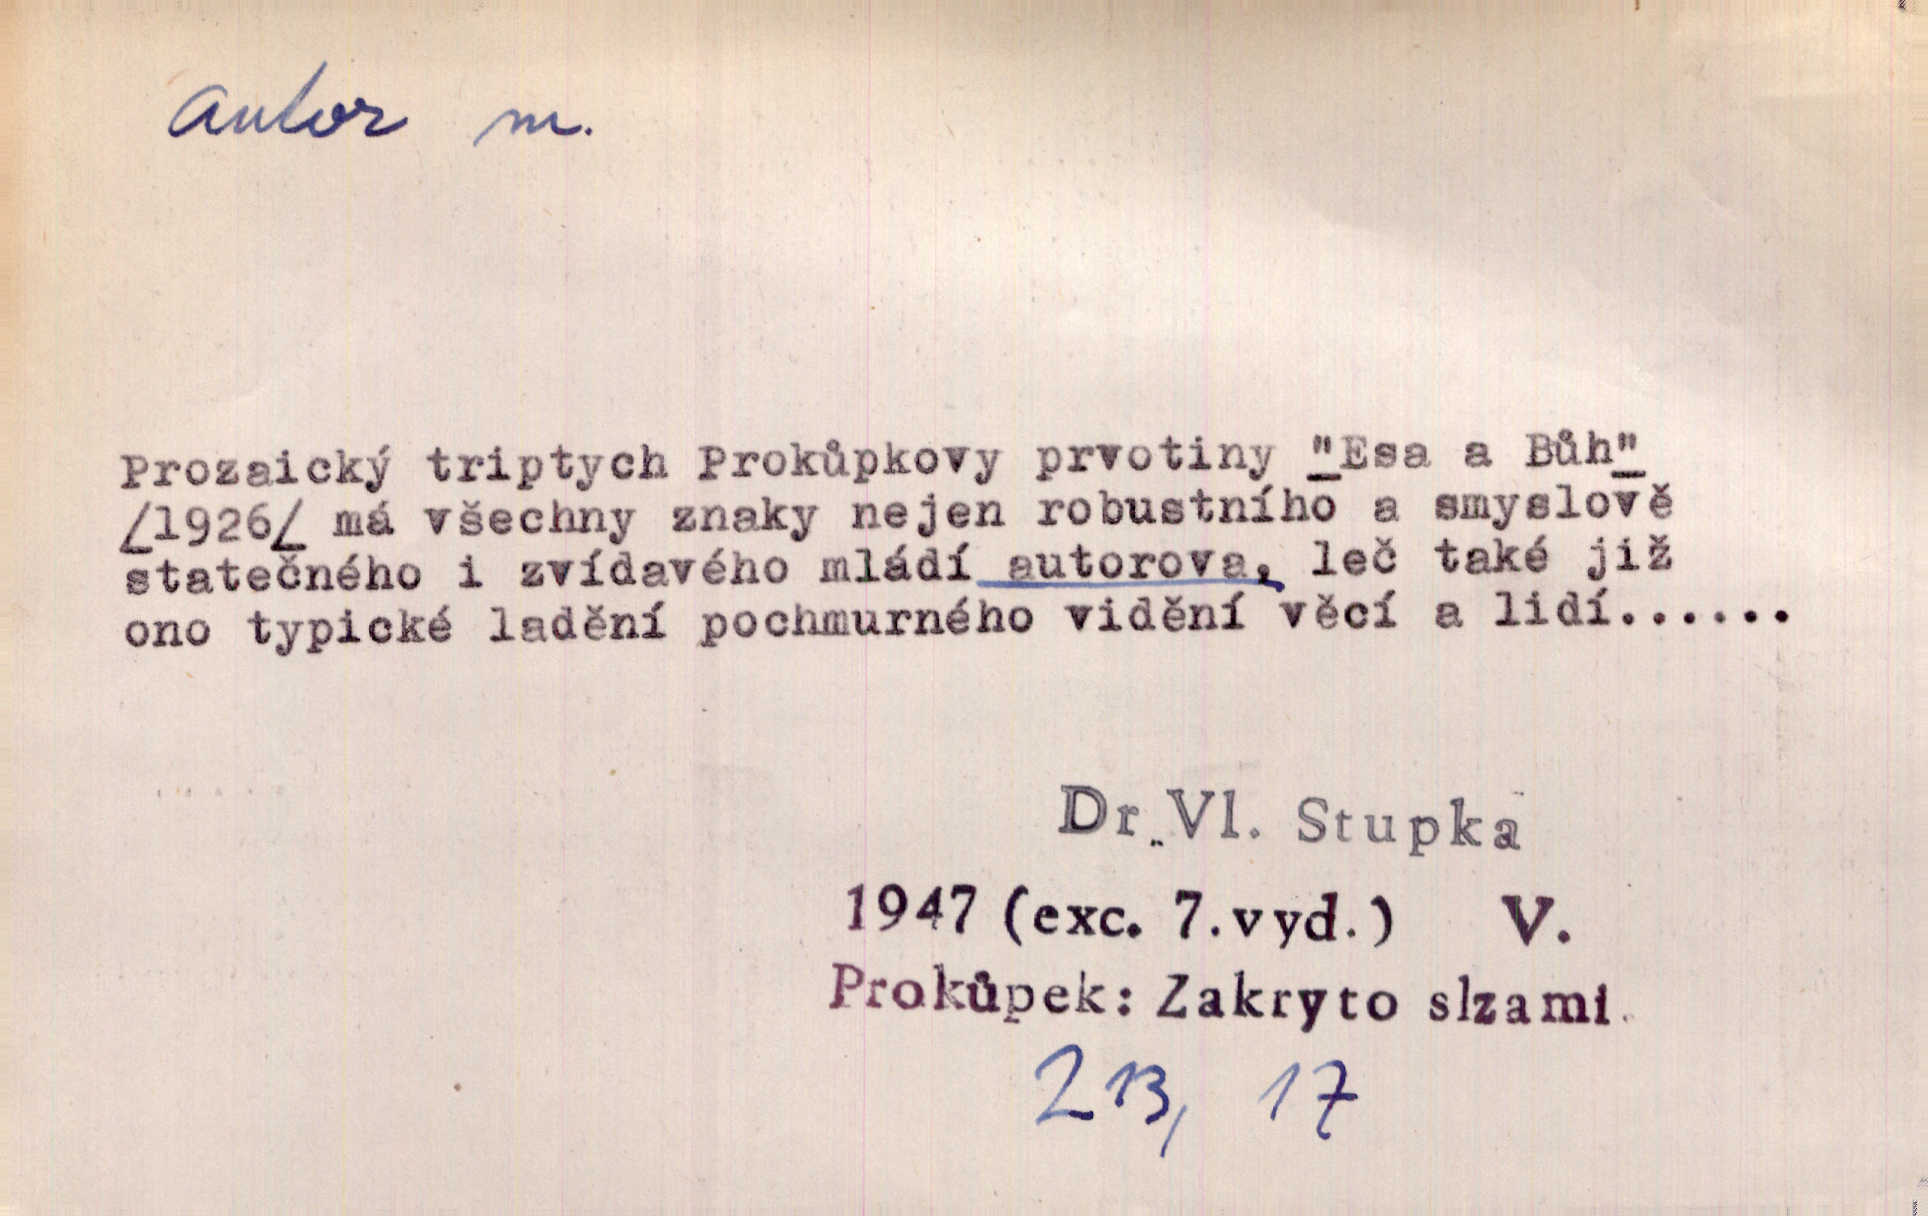 autor m.
Prozaický triptych Prokůpkovy prvotiny "Esa a Bůh"
/1926/ má všechny znaky nejen robustního a smyslově
statečného i zvídavého mládí autorova, leč také již
ono typické ladění pochmurného vidění věcí a lidí......
Dr. Vl. Stupka
1947 (exc. 7.vyd.) V.
Prokůpek: Zakryto slzami.
213, 17